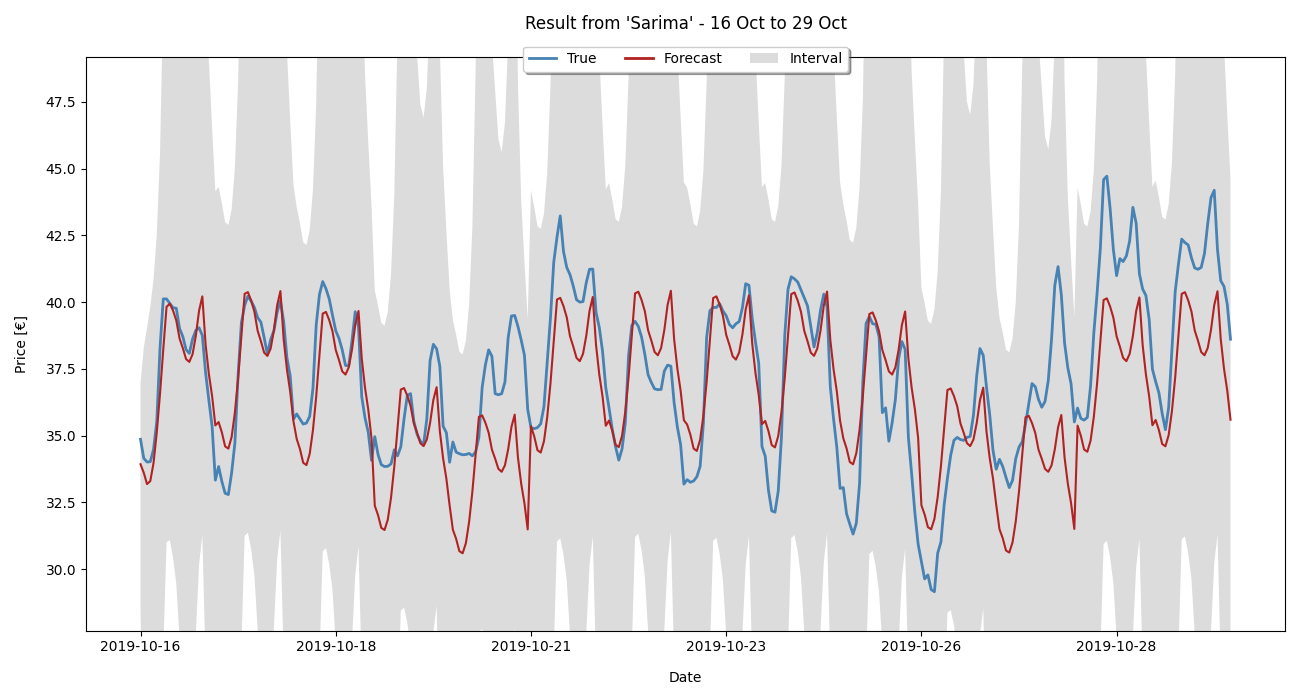 Result from 'Sarima' - 16 Oct to 29 Oct
True Forecast Interval
47.5
45.0
42.5
40.0
37.5
35.0
32.5
30.0
Price [€]
2019-10-16 2019-10-18 2019-10-21 2019-10-23 2019-10-26 2019-10-28
Date